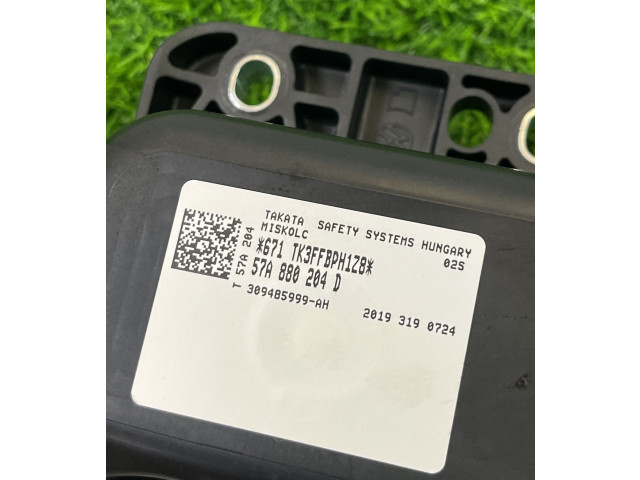 TAKATA SAFETY SYSTEMS HUNGARY
MISKOLC 02S
*671 TK3FFBPH1Z8*
57A 880 204 D
T 57A 204
309485999-AH
2019 319 0724